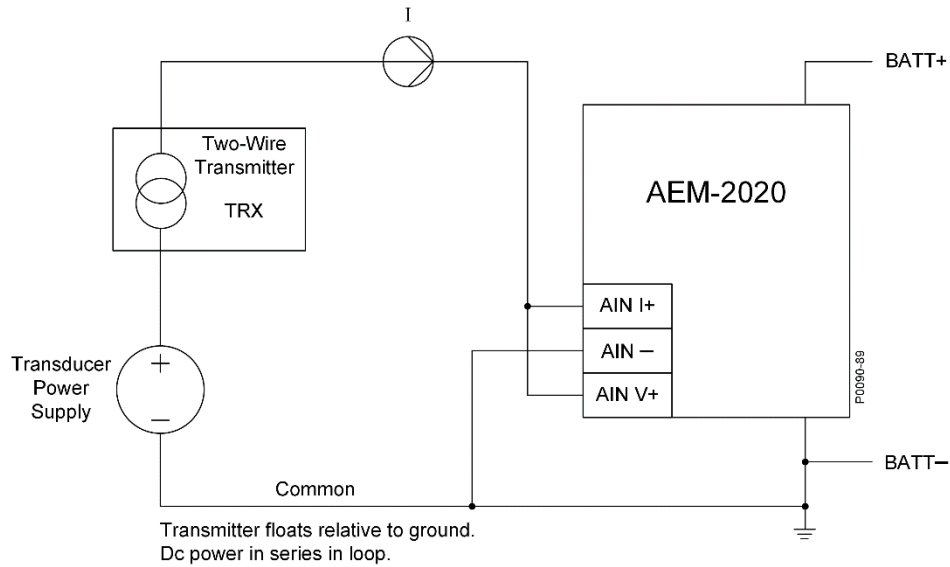 I
BATT+
Two-Wire
Transmitter
TRX
AEM-2020
AIN I+
AIN –
AIN V+
Transducer
Power
Supply
+
–
P0090-89
BATT–
Common
Transmitter floats relative to ground.
Dc power in series in loop.